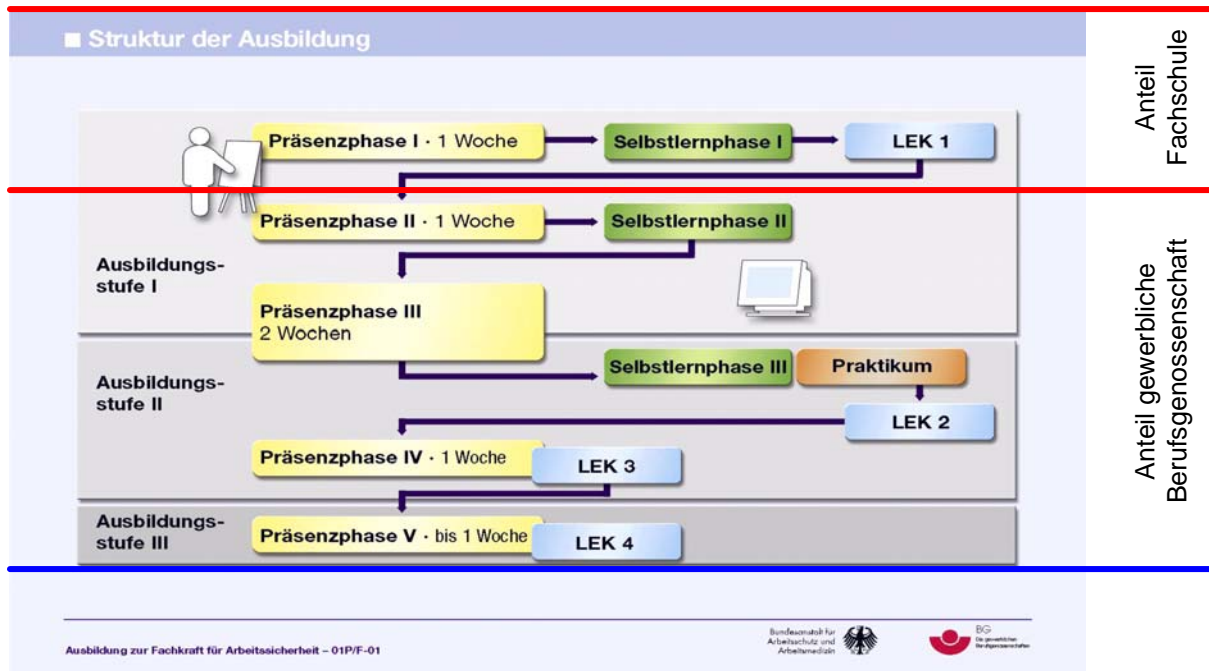 ■ Struktur der Ausbildung
Anteil
Fachschule
Präsenzphase I · 1 Woche
Selbstlernphase I
LEK 1
Präsenzphase II · 1 Woche
Selbstlernphase II
Ausbildungs-
stufe I
Präsenzphase III
2 Wochen
Anteil gewerbliche
Berufsgenossenschaft
Selbstlernphase III
Praktikum
Ausbildungs-
stufe II
LEK 2
Präsenzphase IV · 1 Woche
LEK 3
Ausbildungs-
stufe III
Präsenzphase V · bis 1 Woche
LEK 4
Ausbildung zur Fachkraft für Arbeitssicherheit – 01P/F-01
Bundesanstalt für
Arbeitsschutz und
Arbeitsmedizin
BG
Die gewerblichen
Berufsgenossenschaften